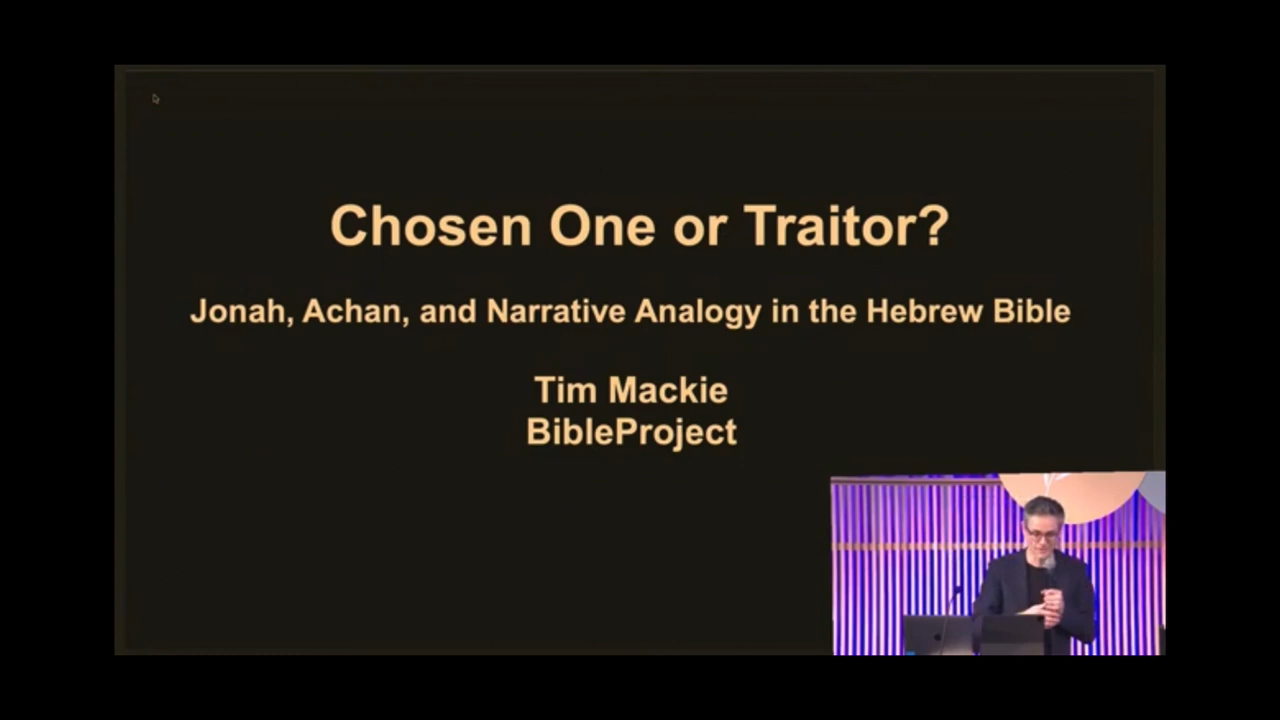 Chosen One or Traitor?
Jonah, Achan, and Narrative Analogy in the Hebrew Bible
Tim Mackie
BibleProject